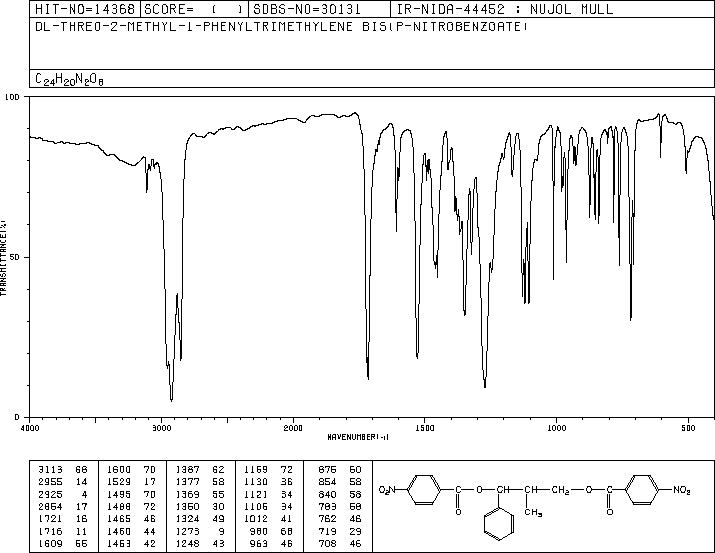 HIT-NO=14368 SCORE= ( ) SDBS-NO=30131 IR-NIDA-44452 : NUJOL MULL
DL-THREO-2-METHYL-1-PHENYLTRIMETHYLENE BIS(P-NITROBENZOATE)
C24H20N2O8
100
50
0
TRANSMITTANCE(%)
4000 3000 2000 1500 1000 500
WAVENUMBER(-1)
3113 68 1600 70 1387 62 1169 72 875 60
2955 14 1529 17 1377 58 1130 36 854 58
2925 4 1495 70 1369 55 1121 34 840 58
2854 17 1488 72 1350 30 1105 34 783 58
1721 16 1465 46 1324 49 1012 41 762 46
1716 11 1460 44 1273 9 980 68 719 29
1609 55 1453 42 1248 43 963 46 708 46
O2N C O CH CH CH2 O C NO2
O CH3 O